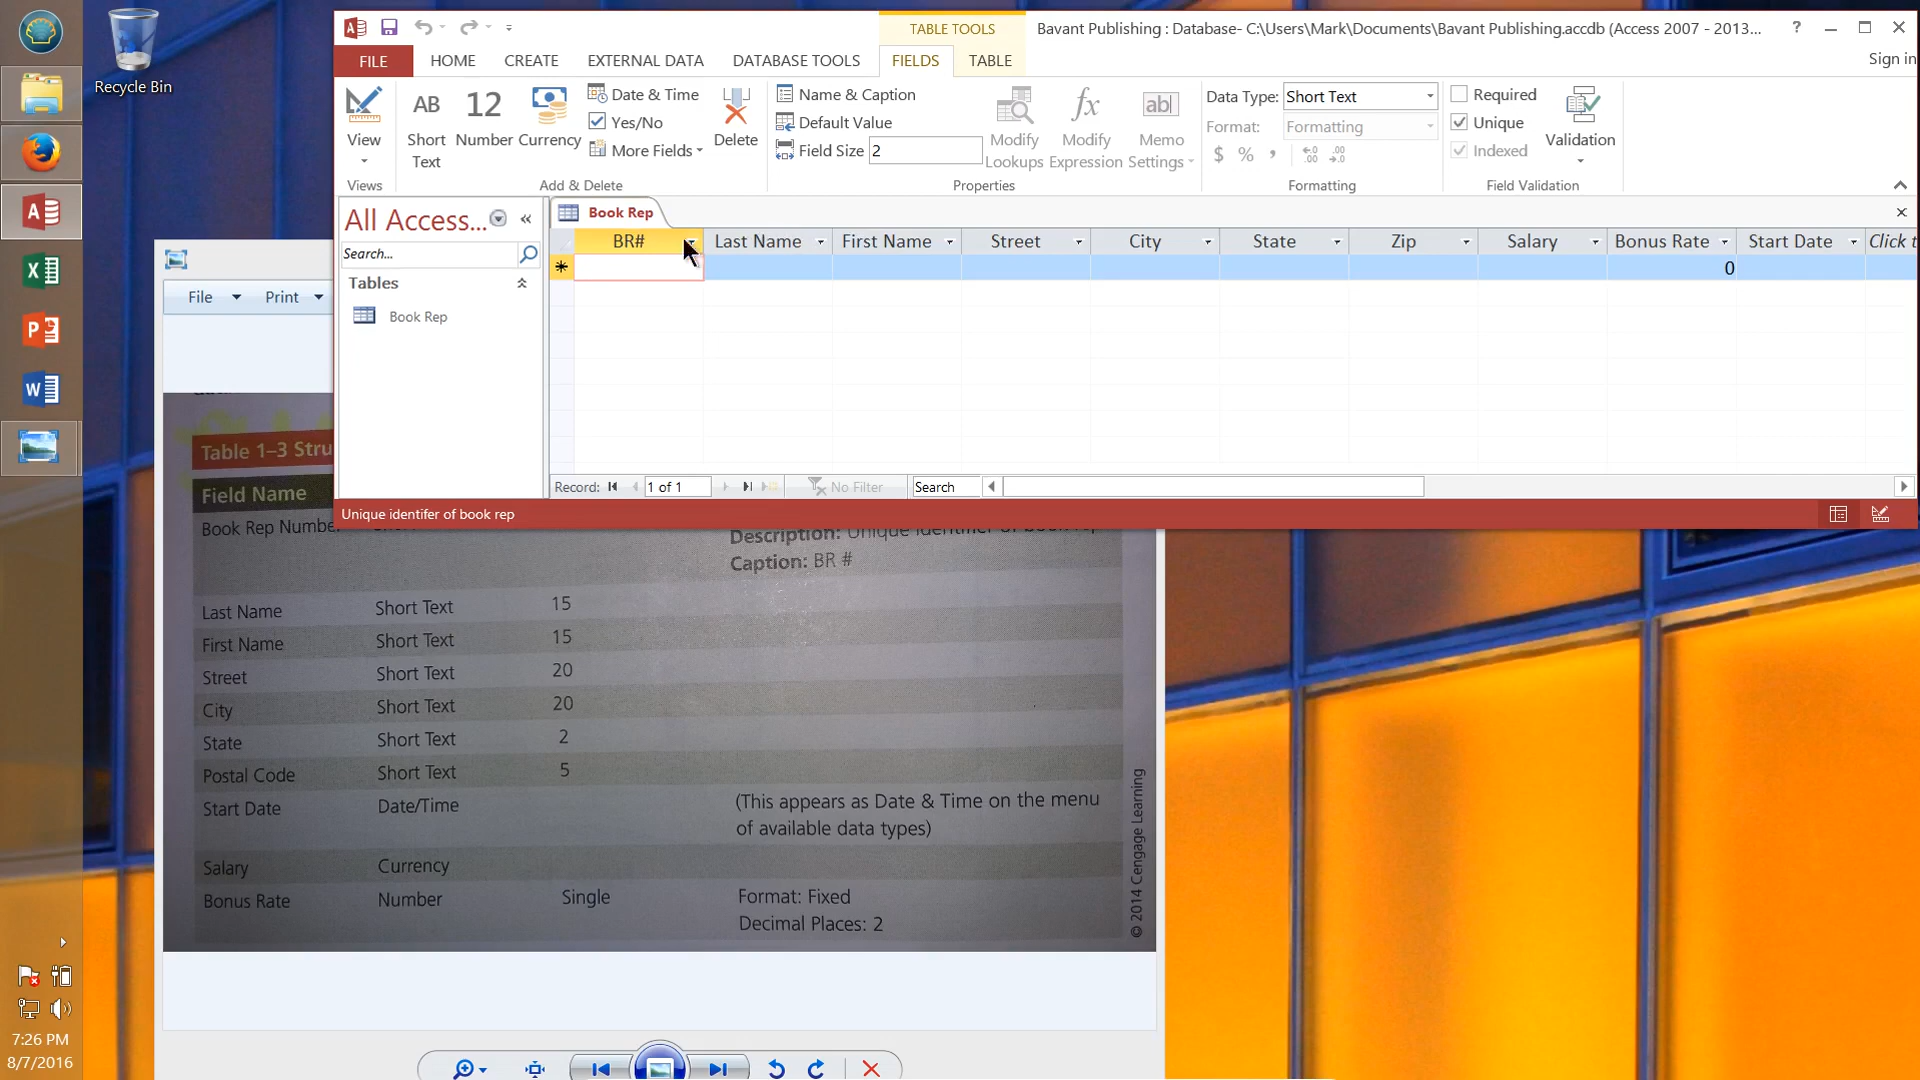 Recycle Bin
TABLE TOOLS
Bavant Publishing : Database- C:\Users\Mark\Documents\Bavant Publishing.accdb (Access 2007 - 2013...
?
FILE HOME CREATE EXTERNAL DATA DATABASE TOOLS FIELDS TABLE
Sign in
View
Views
AB
Short
Text
12
Number
Currency
Date & Time
Yes/No
More Fields
Delete
Add & Delete
Name & Caption
Default Value
Field Size 2
Modify
Lookups
fx
Modify
Expression
ab|
Memo
Settings
Properties
Data Type: Short Text
Format: Formatting
$ % ,
Formatting
Required
Unique
Indexed
Validation
Field Validation
All Access...
Search...
Tables
Book Rep
Book Rep
BR# Last Name First Name Street City State Zip Salary Bonus Rate Start Date Click t
0
Record: 1 of 1 No Filter Search
Unique identifer of book rep
File Print
Table 1–3 Stru
Field Name
Book Rep Number
Description: Unique identifier of book rep
Caption: BR #
Last Name Short Text 15
First Name Short Text 15
Street Short Text 20
City Short Text 20
State Short Text 2
Postal Code Short Text 5
Start Date Date/Time (This appears as Date & Time on the menu
of available data types)
Salary Currency
Bonus Rate Number Single Format: Fixed
Decimal Places: 2
© 2014 Cengage Learning
7:26 PM
8/7/2016